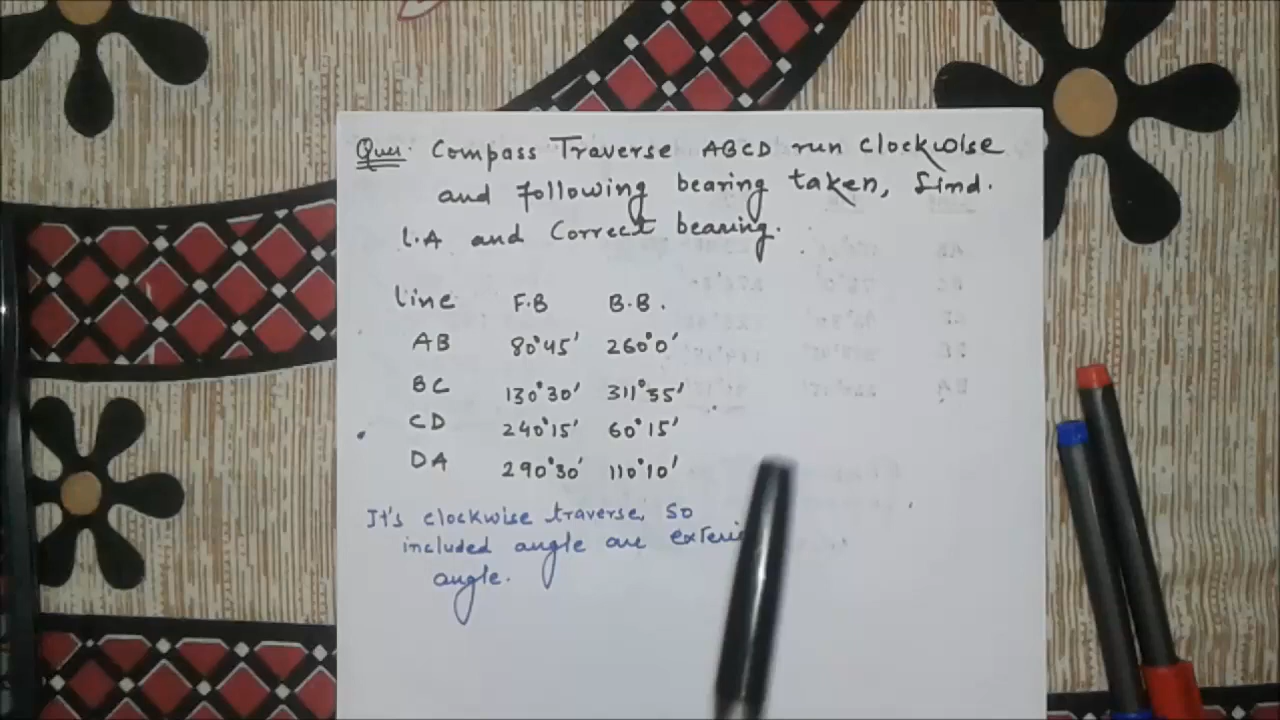 Ques. Compass Traverse ABCD run clockwise
and following bearing taken, find.
I.A and Correct bearing.
line F.B B.B.
AB 80°45' 260°0'
BC 130°30' 311°35'
CD 240°15' 60°15'
DA 290°30' 110°10'
It's clockwise traverse, so
included angle are exteri
angle.